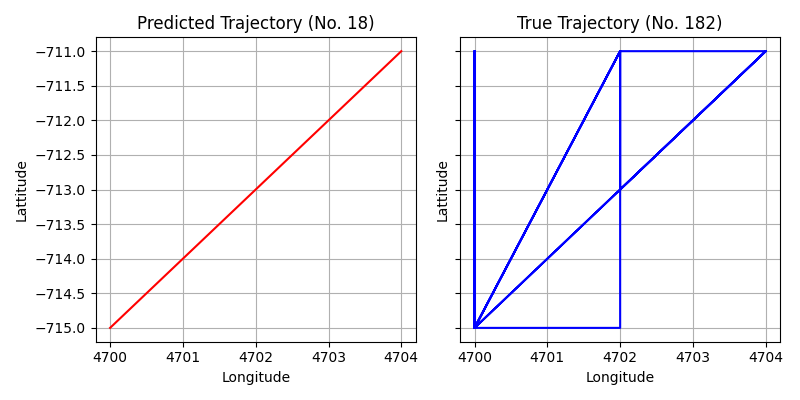 Predicted Trajectory (No. 18)
True Trajectory (No. 182)
−711.0
−711.5
−712.0
−712.5
−713.0
−713.5
−714.0
−714.5
−715.0
Lattitude
Lattitude
4700 4701 4702 4703 4704
4700 4701 4702 4703 4704
Longitude
Longitude